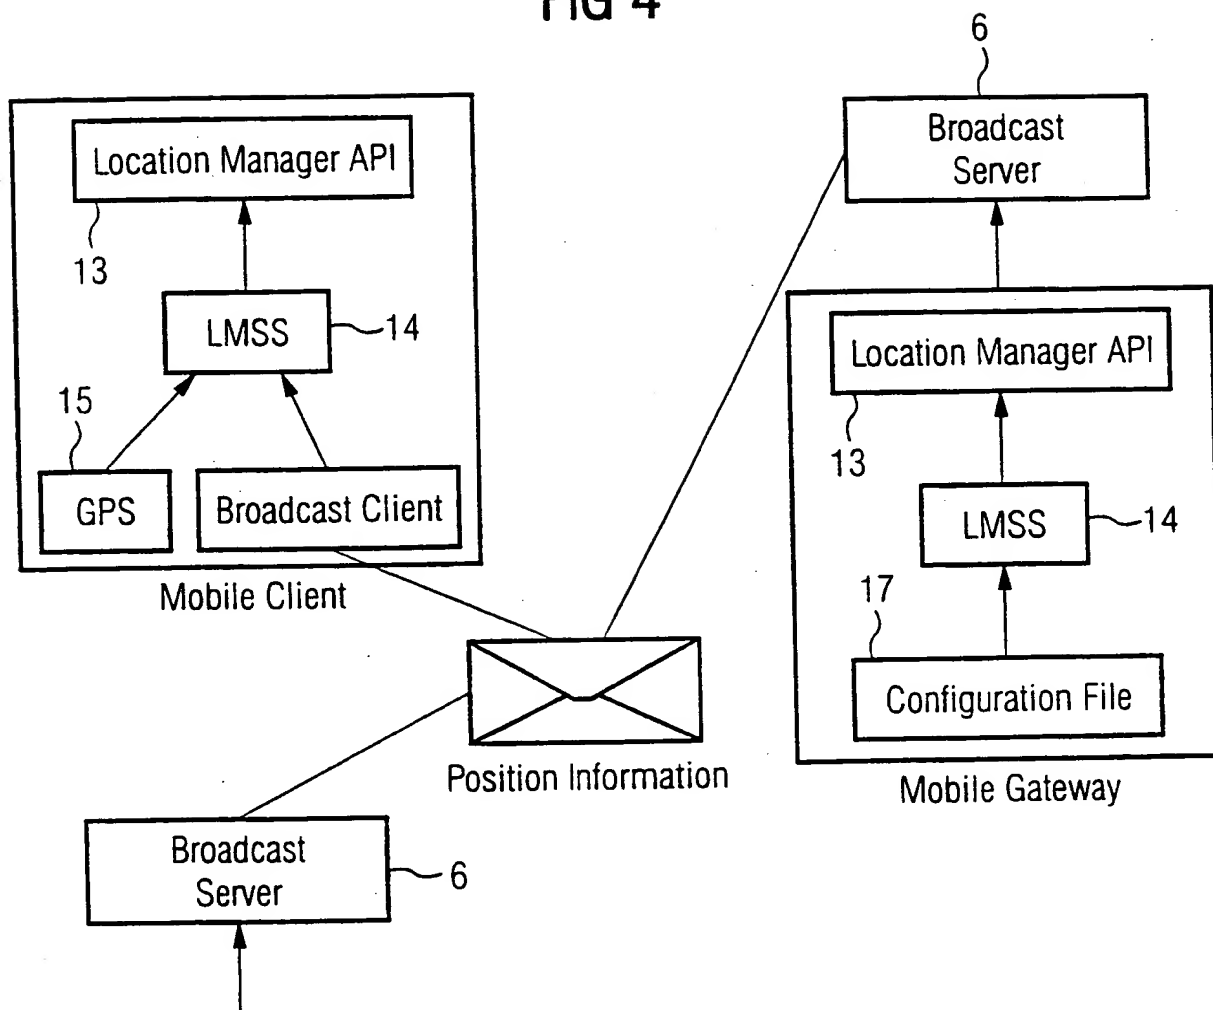 FIG 4
6
Broadcast
Server
Location Manager API
13
LMSS
14
15
GPS
Broadcast Client
Mobile Client
Location Manager API
13
LMSS
14
17
Configuration File
Mobile Gateway
Position Information
Broadcast
Server
6